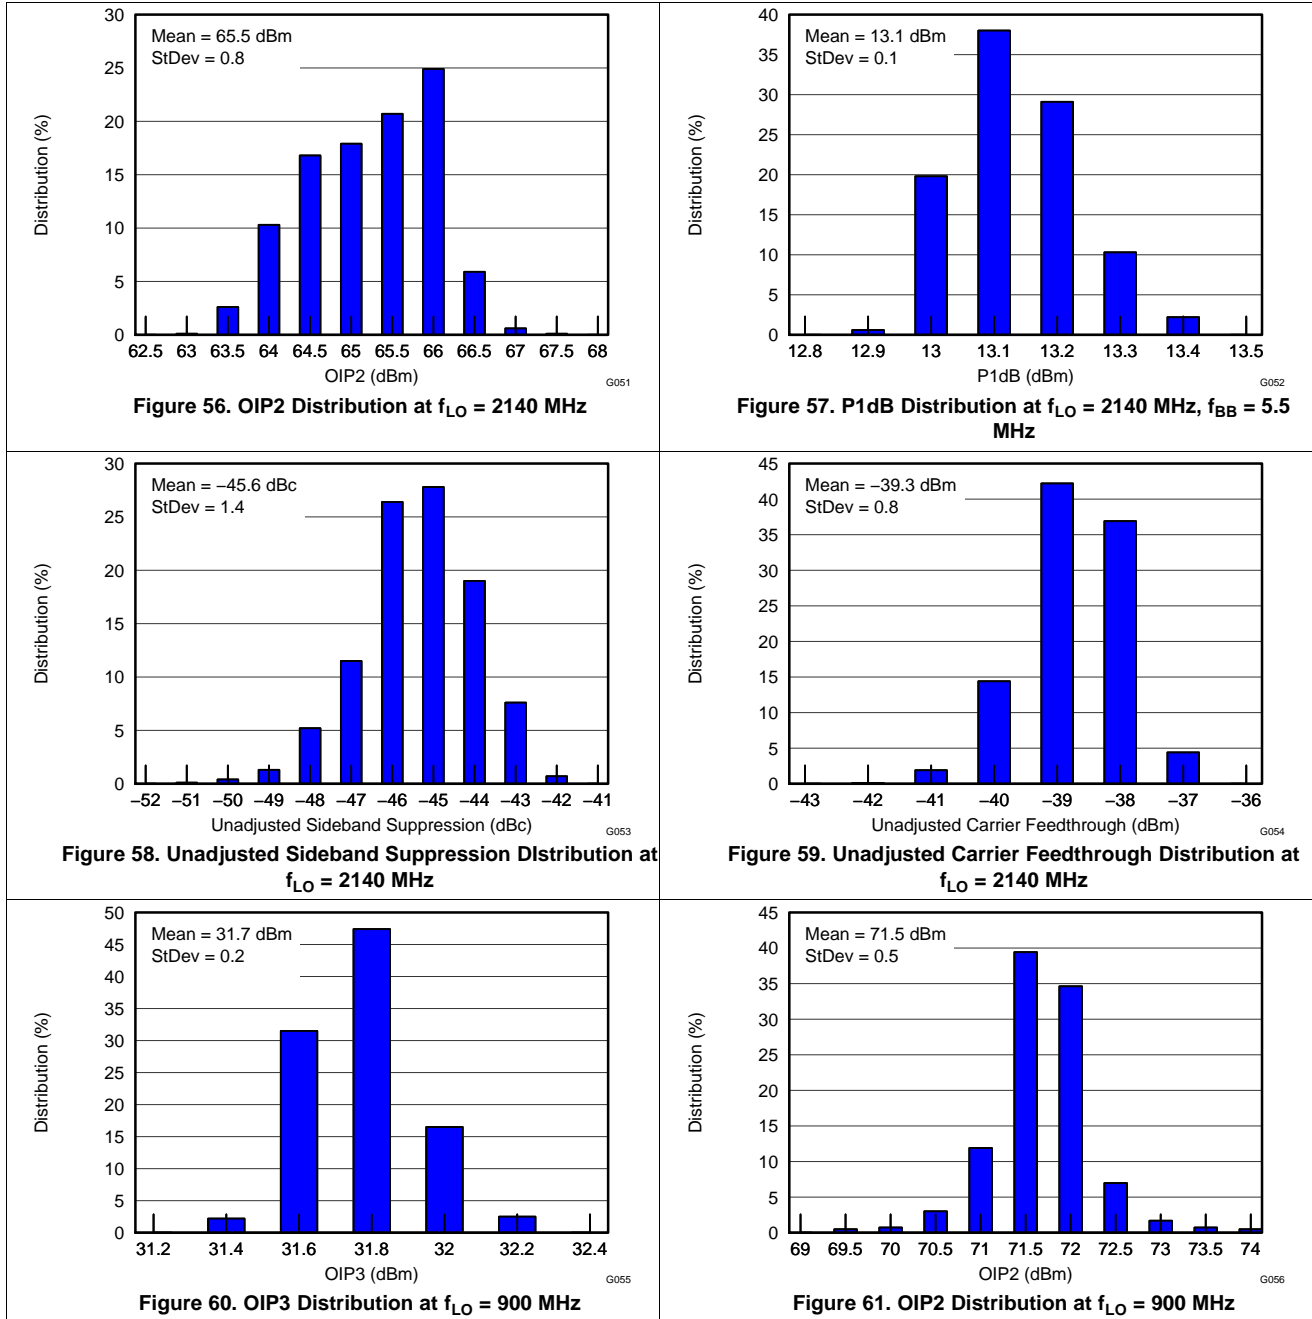 30
25
20
15
10
5
0
Distribution (%)
Mean = 65.5 dBm
StDev = 0.8
62.5 63 63.5 64 64.5 65 65.5 66 66.5 67 67.5 68
OIP2 (dBm)
G051
Figure 56. OIP2 Distribution at fLO = 2140 MHz
40
35
30
25
20
15
10
5
0
Distribution (%)
Mean = 13.1 dBm
StDev = 0.1
12.8 12.9 13 13.1 13.2 13.3 13.4 13.5
P1dB (dBm)
G052
Figure 57. P1dB Distribution at fLO = 2140 MHz, fBB = 5.5
MHz
30
25
20
15
10
5
0
Distribution (%)
Mean = −45.6 dBc
StDev = 1.4
−52 −51 −50 −49 −48 −47 −46 −45 −44 −43 −42 −41
Unadjusted Sideband Suppression (dBc)
G053
Figure 58. Unadjusted Sideband Suppression DIstribution at
fLO = 2140 MHz
45
40
35
30
25
20
15
10
5
0
Distribution (%)
Mean = −39.3 dBm
StDev = 0.8
−43 −42 −41 −40 −39 −38 −37 −36
Unadjusted Carrier Feedthrough (dBm)
G054
Figure 59. Unadjusted Carrier Feedthrough Distribution at
fLO = 2140 MHz
50
45
40
35
30
25
20
15
10
5
0
Distribution (%)
Mean = 31.7 dBm
StDev = 0.2
31.2 31.4 31.6 31.8 32 32.2 32.4
OIP3 (dBm)
G055
Figure 60. OIP3 Distribution at fLO = 900 MHz
45
40
35
30
25
20
15
10
5
0
Distribution (%)
Mean = 71.5 dBm
StDev = 0.5
69 69.5 70 70.5 71 71.5 72 72.5 73 73.5 74
OIP2 (dBm)
G056
Figure 61. OIP2 Distribution at fLO = 900 MHz